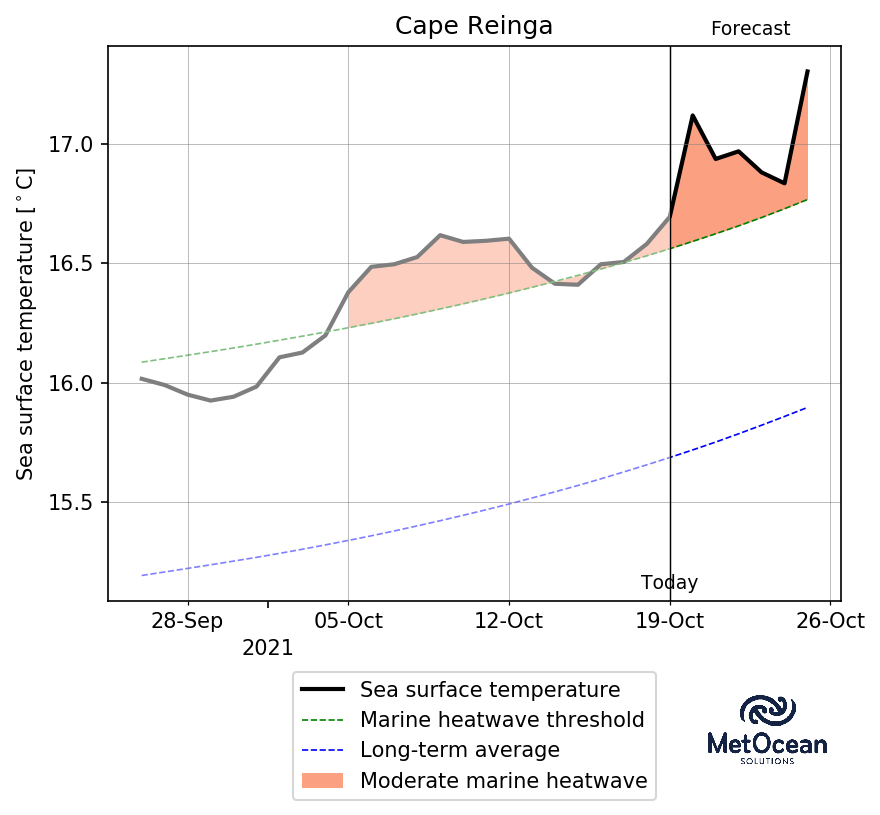 Cape Reinga
Forecast
Sea surface temperature [°C]
17.0
16.5
16.0
15.5
Today
28-Sep 05-Oct 12-Oct 19-Oct 26-Oct
2021
Sea surface temperature
Marine heatwave threshold
Long-term average
Moderate marine heatwave
MetOcean
SOLUTIONS